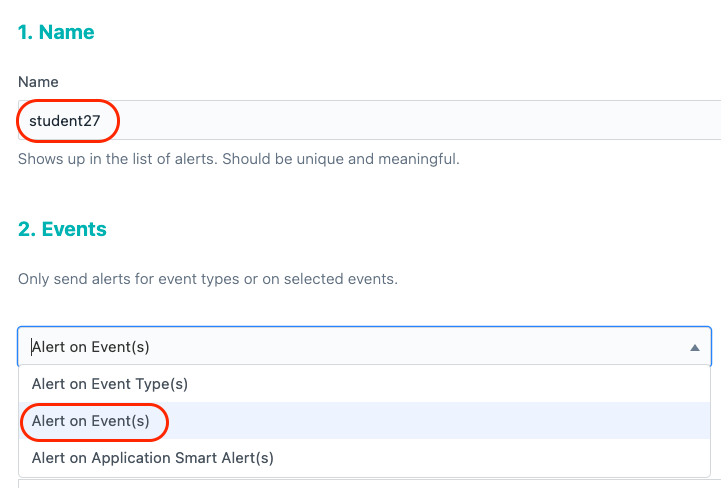 1. Name
Name
student27
Shows up in the list of alerts. Should be unique and meaningful.
2. Events
Only send alerts for event types or on selected events.
Alert on Event(s)
Alert on Event Type(s)
Alert on Event(s)
Alert on Application Smart Alert(s)